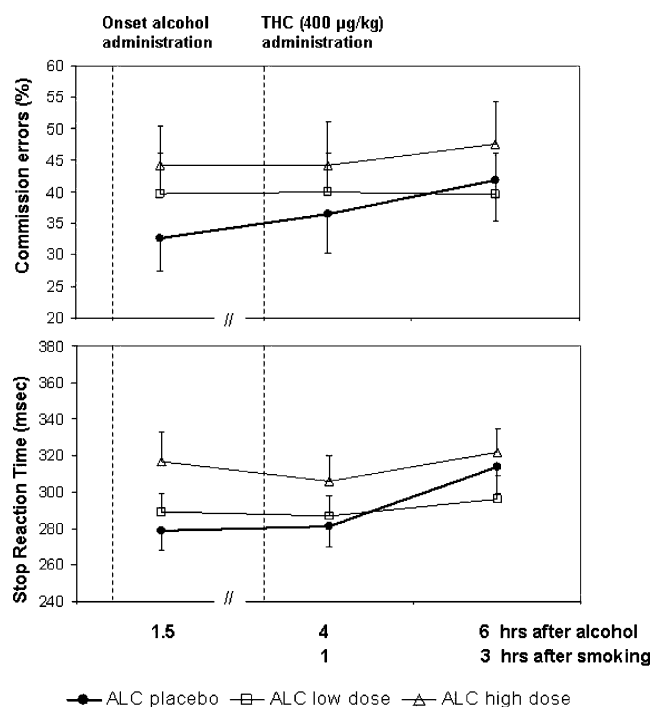 Onset alcohol administration
THC (400 µg/kg) administration
Commission errors (%)
60
55
50
45
40
35
30
25
20
//
Stop Reaction Time (msec)
380
360
340
320
300
280
260
240
//
1.5 4 6 hrs after alcohol
1 3 hrs after smoking
ALC placebo ALC low dose ALC high dose